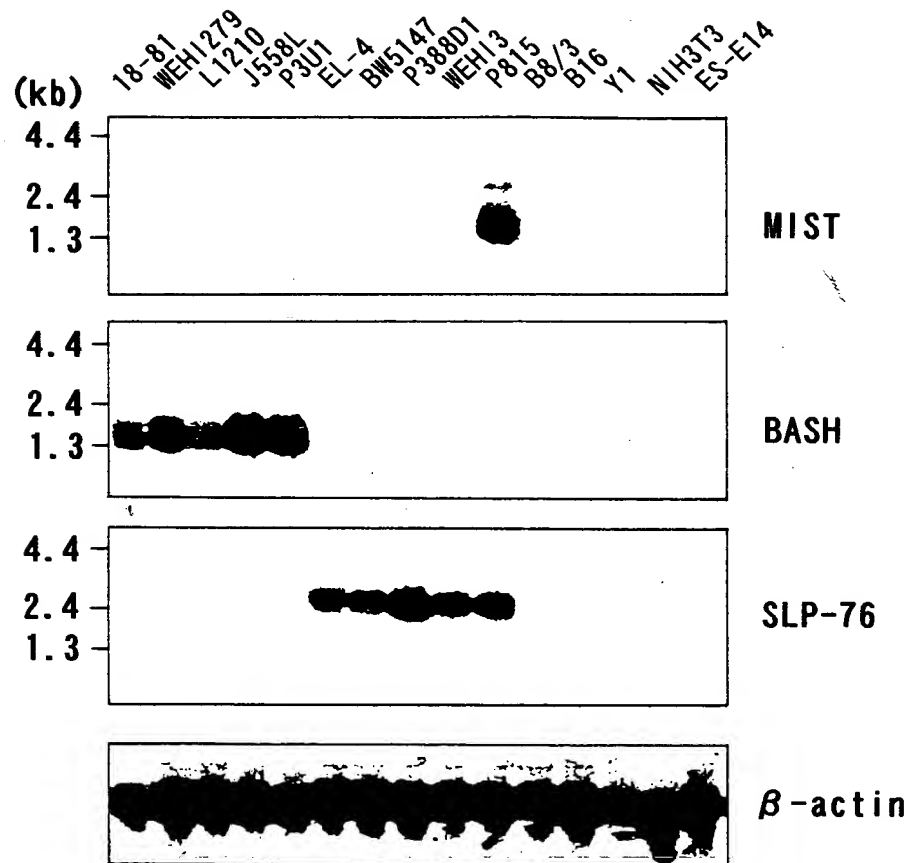 18-81 WEHI279 L1210 J558L P3U1 EL-4 BW5147 P388D1 WEHI3 P815 B8/3 B16 Y1 NIH3T3 ES-E14
(kb)
4.4
2.4
1.3
MIST
4.4
2.4
1.3
BASH
4.4
2.4
1.3
SLP-76
β-actin